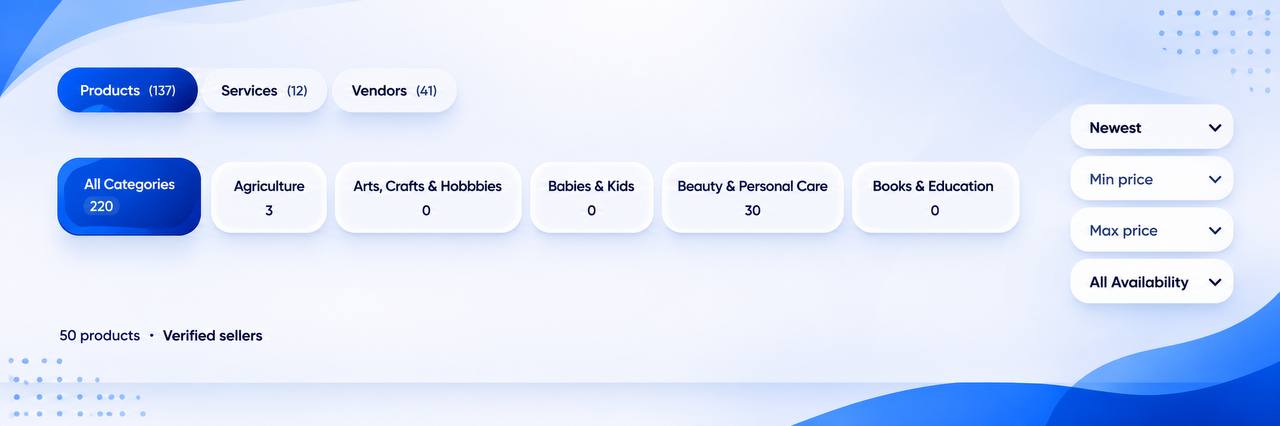 Products (137) Services (12) Vendors (41)
All Categories
220
Agriculture
3
Arts, Crafts & Hobbbies
0
Babies & Kids
0
Beauty & Personal Care
30
Books & Education
0
Newest
Min price
Max price
All Availability
50 products • Verified sellers